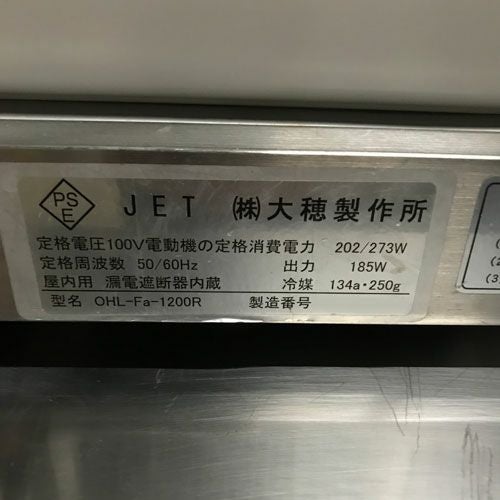 PS
E
JET (株)大穂製作所
定格電圧100V電動機の定格消費電力 202/273W
定格周波数 50/60Hz 出力 185W
屋内用 漏電遮断器内蔵 冷媒 134a・250g
型名 OHL-Fa-1200R 製造番号
(2)
(3)